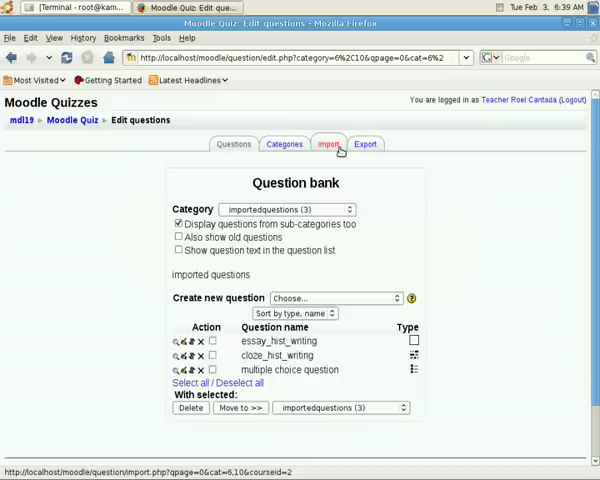 [Terminal - root@kam...
Moodle Quiz: Edit que...
Tue Feb 3, 6:39 AM
Moodle Quiz: Edit questions - Mozilla Firefox
File Edit View History Bookmarks Tools Help
http://localhost/moodle/question/edit.php?category=6%2C10&qpage=0&cat=6%2
Google
Most Visited
Getting Started
Latest Headlines
Moodle Quizzes
You are logged in as Teacher Roel Cantada (Logout)
mdl19 ► Moodle Quiz ► Edit questions
Questions Categories Import Export
Question bank
Category importedquestions (3)
Display questions from sub-categories too
Also show old questions
Show question text in the question list
imported questions
Create new question Choose... ?
Sort by type, name
Action Question name Type
essay_hist_writing
cloze_hist_writing
multiple choice question
Select all / Deselect all
With selected:
Delete Move to >> importedquestions (3)
http://localhost/moodle/question/import.php?qpage=0&cat=6,10&courseid=2